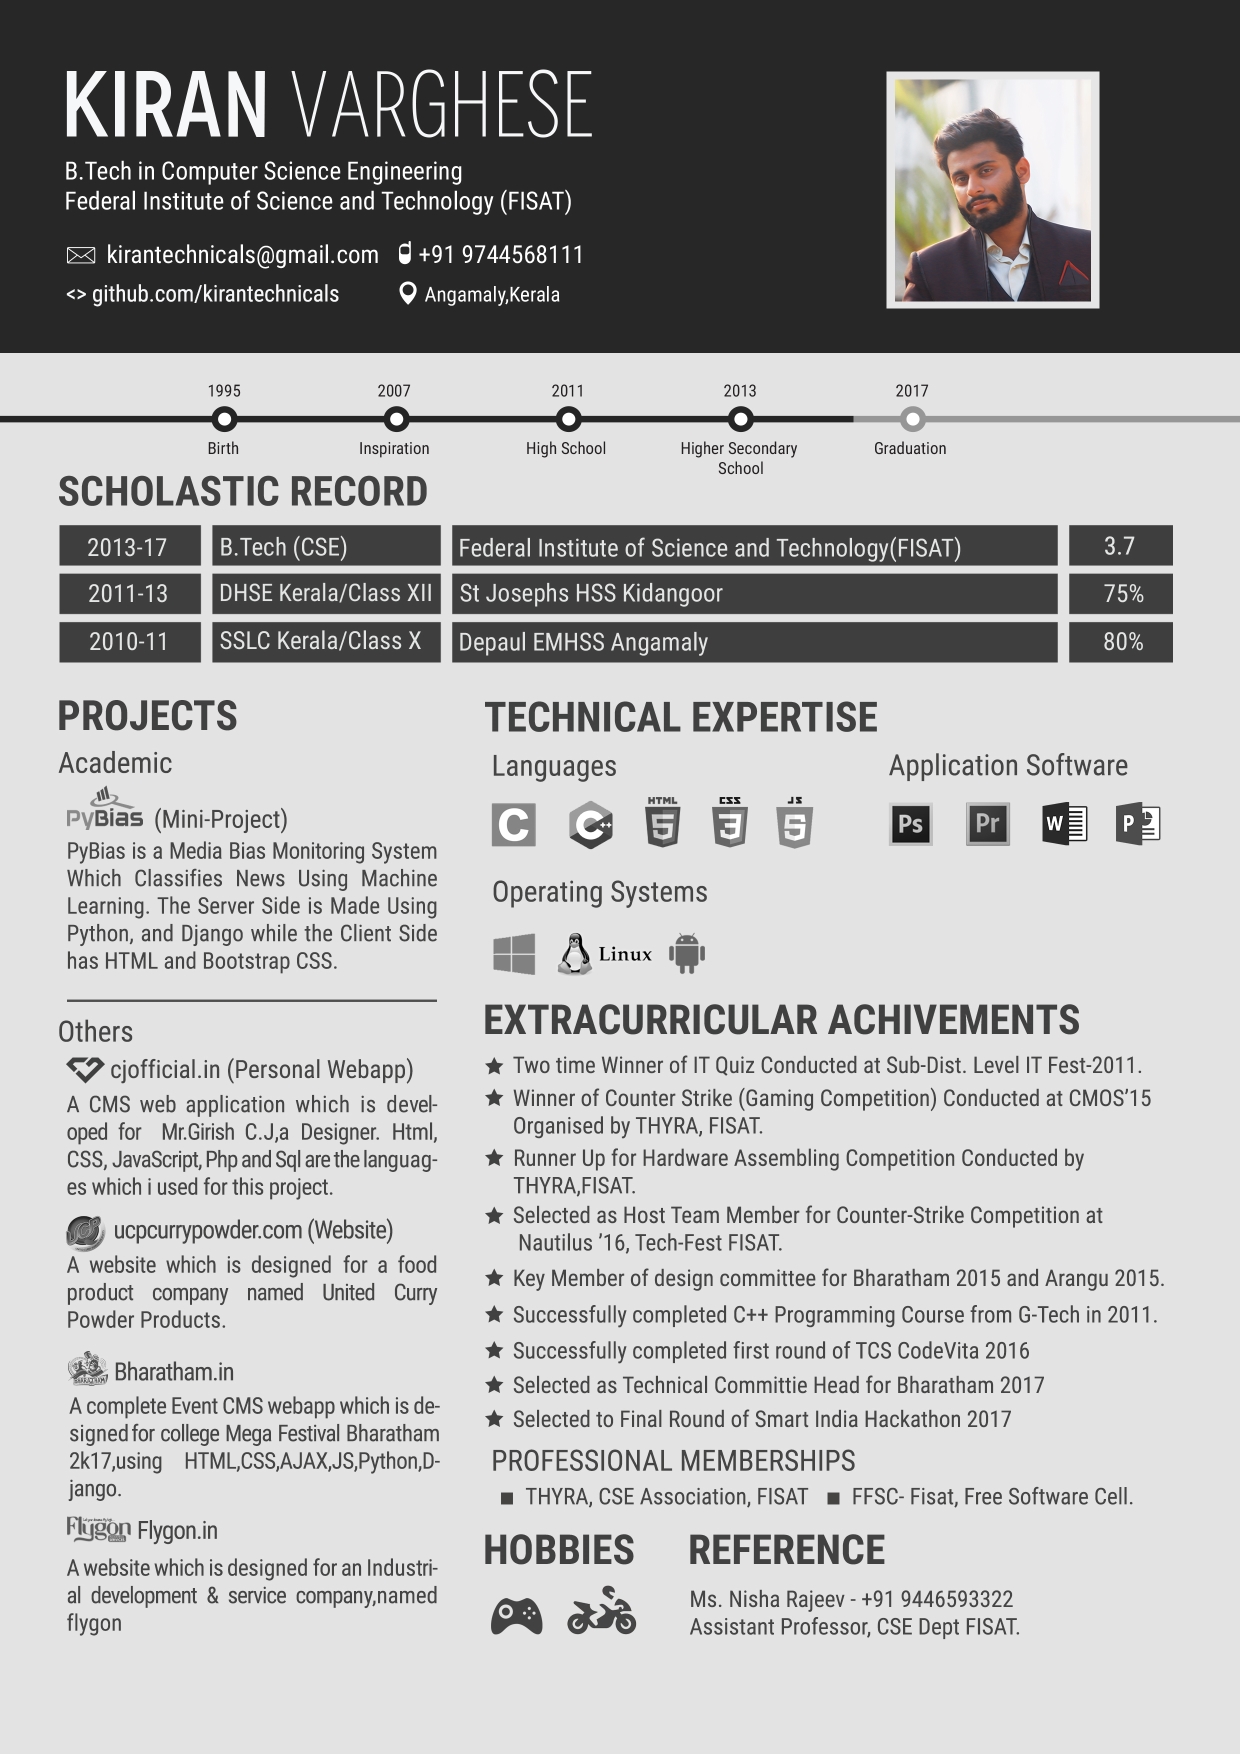 KIRAN VARGHESE
B.Tech in Computer Science Engineering
Federal Institute of Science and Technology (FISAT)
kirantechnicals@gmail.com +91 9744568111
<> github.com/kirantechnicals Angamaly,Kerala
1995 2007 2011 2013 2017
Birth Inspiration High School Higher Secondary Graduation
School
SCHOLASTIC RECORD
2013-17 B.Tech (CSE) Federal Institute of Science and Technology(FISAT) 3.7
2011-13 DHSE Kerala/Class XII St Josephs HSS Kidangoor 75%
2010-11 SSLC Kerala/Class X Depaul EMHSS Angamaly 80%
PROJECTS
Academic
PyBias (Mini-Project)
PyBias is a Media Bias Monitoring System
Which Classifies News Using Machine
Learning. The Server Side is Made Using
Python, and Django while the Client Side
has HTML and Bootstrap CSS.
Others
cjofficial.in (Personal Webapp)
A CMS web application which is devel-
oped for Mr.Girish C.J,a Designer. Html,
CSS, JavaScript, Php and Sql are the languag-
es which i used for this project.
ucpcurrypowder.com (Website)
A website which is designed for a food
product company named United Curry
Powder Products.
Bharatham.in
A complete Event CMS webapp which is de-
signed for college Mega Festival Bharatham
2k17,using HTML,CSS,AJAX,JS,Python,D-
jango.
Flygon Flygon.in
A website which is designed for an Industri-
al development & service company,named
flygon
TECHNICAL EXPERTISE
Languages
C C++ HTML 5 CSS 3 JS 5
Application Software
Ps Pr W P
Operating Systems
Linux
EXTRACURRICULAR ACHIVEMENTS
Two time Winner of IT Quiz Conducted at Sub-Dist. Level IT Fest-2011.
Winner of Counter Strike (Gaming Competition) Conducted at CMOS’15
Organised by THYRA, FISAT.
Runner Up for Hardware Assembling Competition Conducted by
THYRA,FISAT.
Selected as Host Team Member for Counter-Strike Competition at
Nautilus ’16, Tech-Fest FISAT.
Key Member of design committee for Bharatham 2015 and Arangu 2015.
Successfully completed C++ Programming Course from G-Tech in 2011.
Successfully completed first round of TCS CodeVita 2016
Selected as Technical Committie Head for Bharatham 2017
Selected to Final Round of Smart India Hackathon 2017
PROFESSIONAL MEMBERSHIPS
■ THYRA, CSE Association, FISAT ■ FFSC- Fisat, Free Software Cell.
HOBBIES
REFERENCE
Ms. Nisha Rajeev - +91 9446593322
Assistant Professor, CSE Dept FISAT.